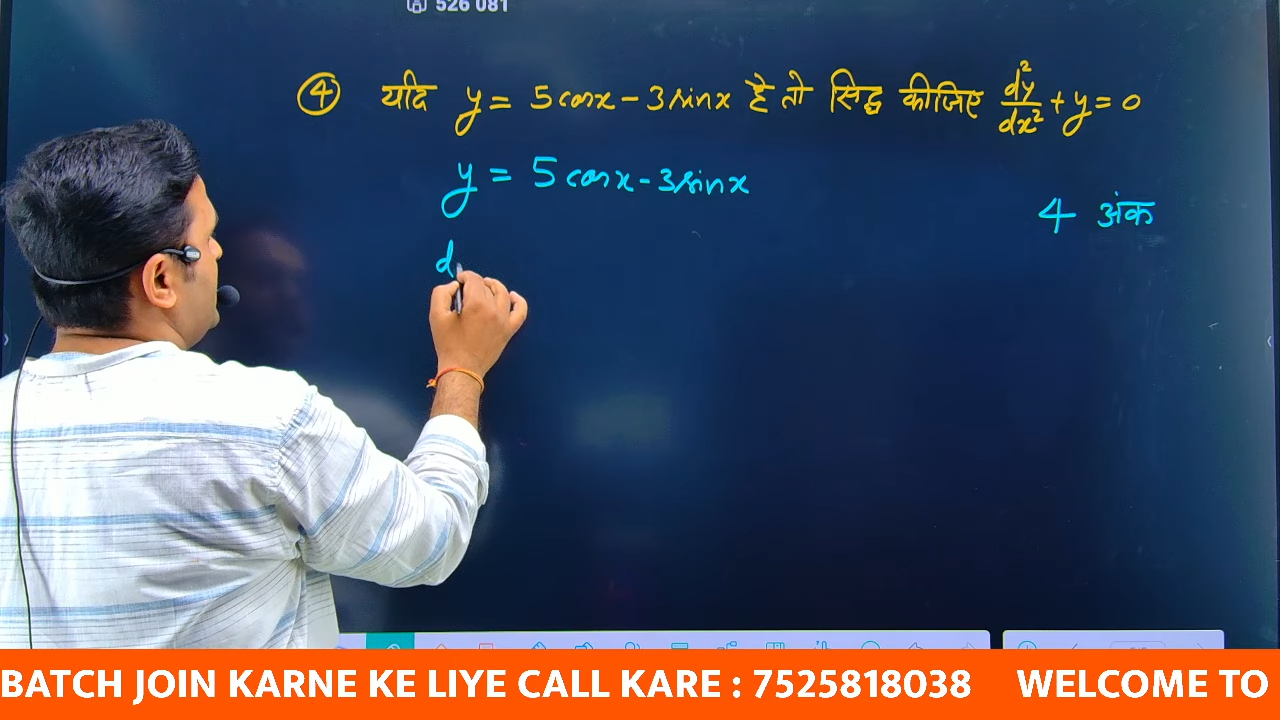 526 081
④ यदि y = 5cosx - 3sinx है तो सिद्ध कीजिए d²y/dx² + y = 0
y = 5cosx - 3sinx
4 अंक
d
BATCH JOIN KARNE KE LIYE CALL KARE : 7525818038 WELCOME TO